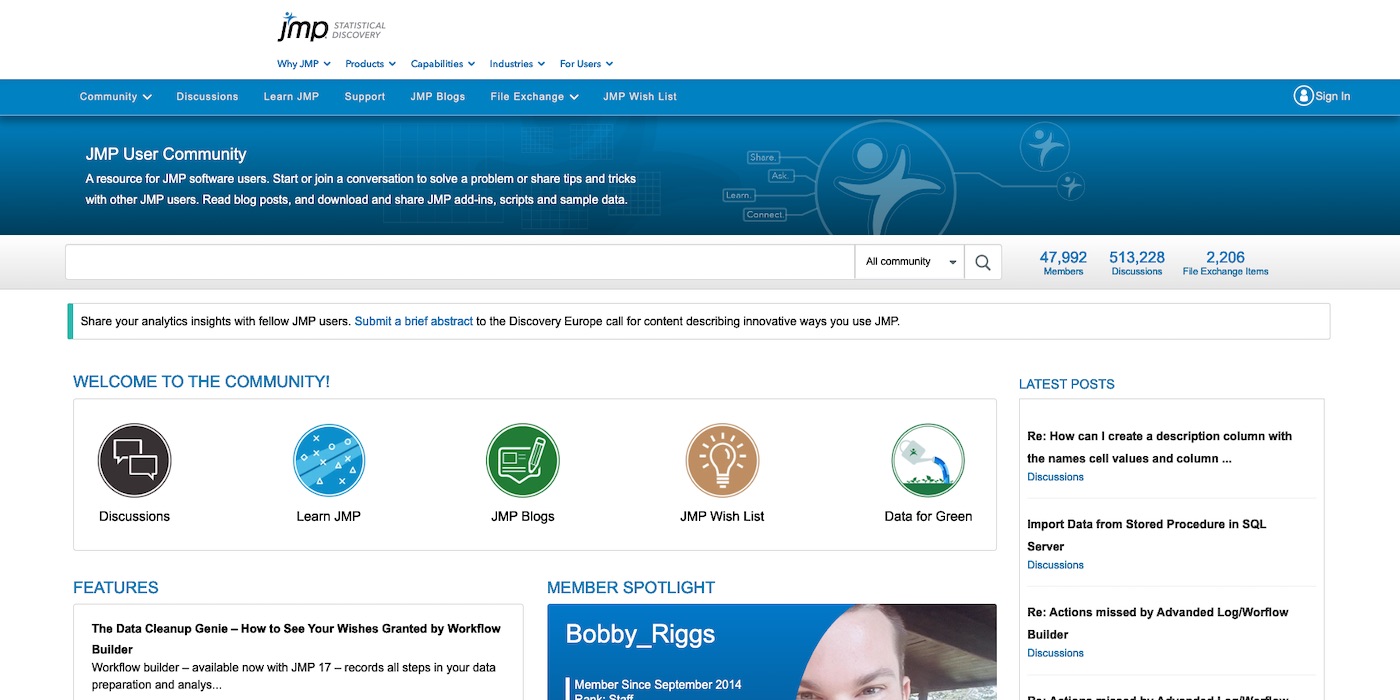 jmp STATISTICAL
DISCOVERY
Why JMP Products Capabilities Industries For Users
Community Discussions Learn JMP Support JMP Blogs File Exchange JMP Wish List Sign In
JMP User Community
A resource for JMP software users. Start or join a conversation to solve a problem or share tips and tricks
with other JMP users. Read blog posts, and download and share JMP add-ins, scripts and sample data.
Share.
Ask.
Learn.
Connect.
All community
47,992 513,228 2,206
Members Discussions File Exchange Items
Share your analytics insights with fellow JMP users. Submit a brief abstract to the Discovery Europe call for content describing innovative ways you use JMP.
WELCOME TO THE COMMUNITY!
Discussions Learn JMP JMP Blogs JMP Wish List Data for Green
FEATURES
The Data Cleanup Genie – How to See Your Wishes Granted by Workflow
Builder
Workflow builder – available now with JMP 17 – records all steps in your data
preparation and analys...
MEMBER SPOTLIGHT
Bobby_Riggs
Member Since September 2014
Rank: Staff
LATEST POSTS
Re: How can I create a description column with
the names cell values and column ...
Discussions
Import Data from Stored Procedure in SQL
Server
Discussions
Re: Actions missed by Advanded Log/Worflow
Builder
Discussions
Re: Actions missed by Advanded Log/Worflow